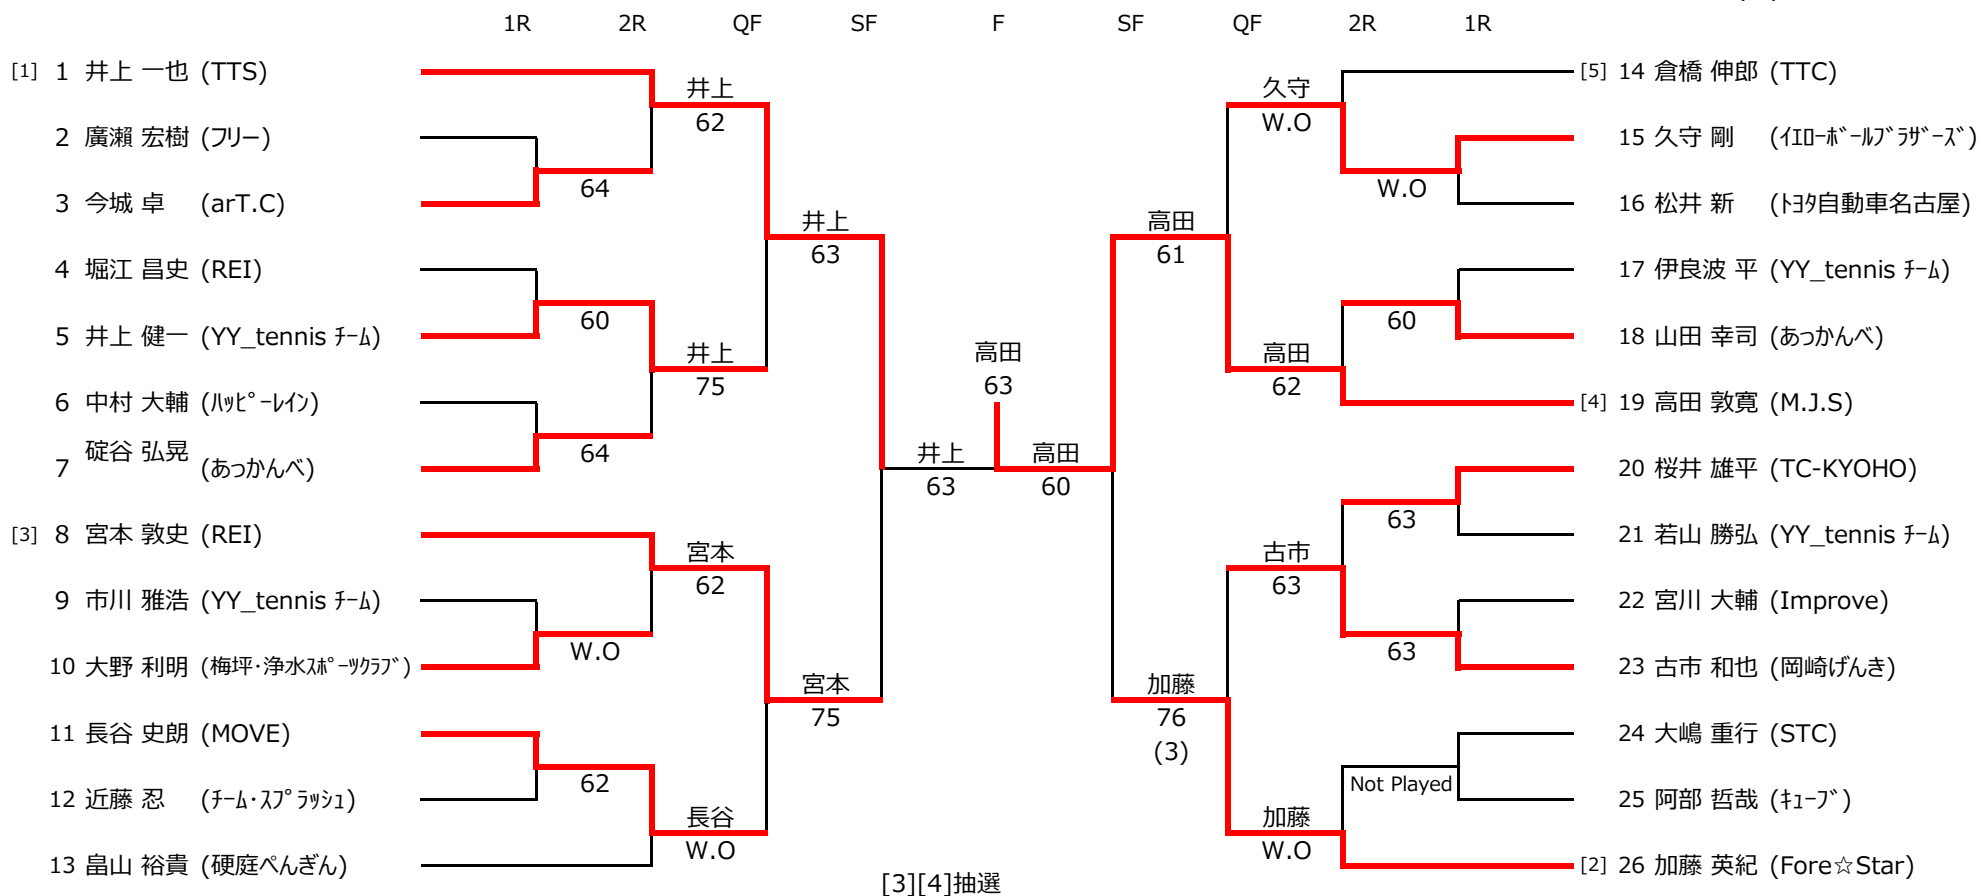 1R 2R QF SF F SF QF 2R 1R
[1] 1 井上 一也 (TTS)
2 廣瀬 宏樹 (フリー)
3 今城 卓 (arT.C)
4 堀江 昌史 (REI)
5 井上 健一 (YY_tennis ﾁｰﾑ)
6 中村 大輔 (ﾊｯﾋﾟｰﾚｲﾝ)
7 碇谷 弘晃 (あっかんべ)
[3] 8 宮本 敦史 (REI)
9 市川 雅浩 (YY_tennis ﾁｰﾑ)
10 大野 利明 (梅坪･浄水ｽﾎﾟｰﾂｸﾗﾌﾞ)
11 長谷 史朗 (MOVE)
12 近藤 忍 (ﾁｰﾑ･ｽﾌﾟﾗｯｼｭ)
13 畠山 裕貴 (硬庭ぺんぎん)
64
60
64
W.O
62
井上
62
井上
75
宮本
62
長谷
W.O
井上
63
宮本
75
井上
63
高田
63
高田
60
高田
61
加藤
76
(3)
久守
W.O
高田
62
古市
63
加藤
W.O
W.O
60
63
63
Not Played
[5] 14 倉橋 伸郎 (TTC)
15 久守 剛 (ｲｴﾛｰﾎﾞｰﾙﾌﾞﾗｻﾞｰｽﾞ)
16 松井 新 (ﾄﾖﾀ自動車名古屋)
17 伊良波 平 (YY_tennis ﾁｰﾑ)
18 山田 幸司 (あっかんべ)
[4] 19 高田 敦寛 (M.J.S)
20 桜井 雄平 (TC-KYOHO)
21 若山 勝弘 (YY_tennis ﾁｰﾑ)
22 宮川 大輔 (Improve)
23 古市 和也 (岡崎げんき)
24 大嶋 重行 (STC)
25 阿部 哲哉 (ｷｭｰﾌﾞ)
[2] 26 加藤 英紀 (Fore☆Star)
[3][4]抽選